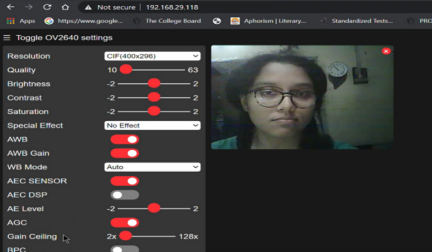 Not secure | 192.168.29.118
Apps https://www.google... The College Board Aphorism | Literary... Standardized Tests... PRO
Toggle OV2640 settings
Resolution CIF(400x296)
Quality 10 63
Brightness -2 2
Contrast -2 2
Saturation -2 2
Special Effect No Effect
AWB
AWB Gain
WB Mode Auto
AEC SENSOR
AEC DSP
AE Level -2 2
AGC
Gain Ceiling 2x 128x
BPC